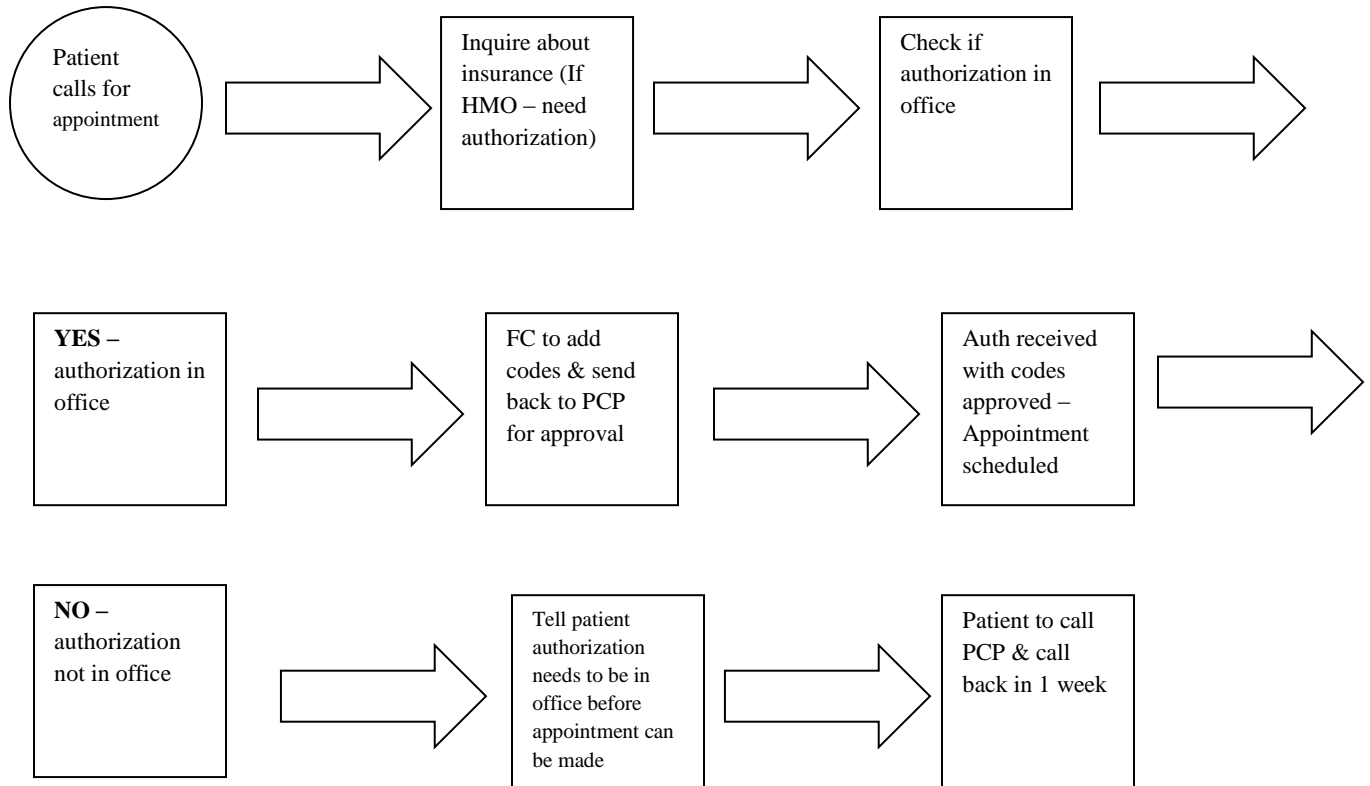 Patient
calls for
appointment
Inquire about
insurance (If
HMO – need
authorization)
Check if
authorization in
office
YES –
authorization in
office
FC to add
codes & send
back to PCP
for approval
Auth received
with codes
approved –
Appointment
scheduled
NO –
authorization
not in office
Tell patient
authorization
needs to be in
office before
appointment can
be made
Patient to call
PCP & call
back in 1 week